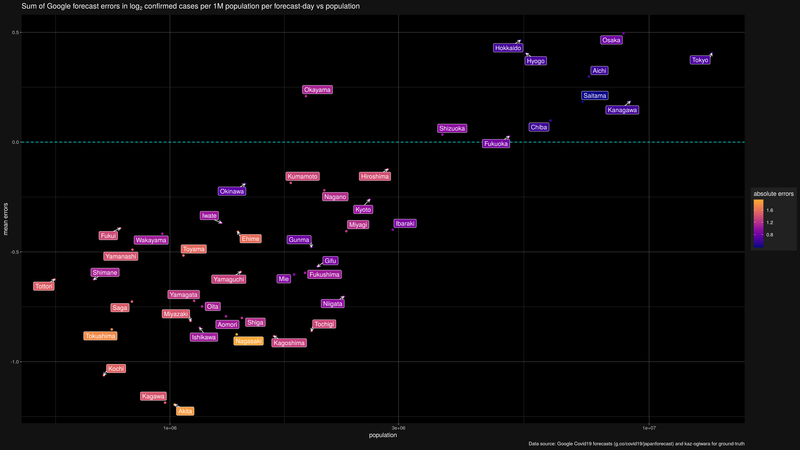 Sum of Google forecast errors in log2 confirmed cases per 1M population per forecast-day vs population
0.5
Osaka
Hokkaido
Hyogo
Tokyo
Aichi
Okayama
Saitama
Kanagawa
Shizuoka
Chiba
0.0
Fukuoka
Kumamoto
Hiroshima
Okinawa
Nagano
absolute errors
Kyoto
1.6
Iwate
1.2
Miyagi
Ibaraki
0.8
Fukui
Wakayama
Ehime
Gunma
mean errors
Toyama
-0.5
Yamanashi
Gifu
Shimane
Fukushima
Yamaguchi
Mie
Tottori
Yamagata
Niigata
Saga
Oita
Miyazaki
Aomori
Shiga
Tochigi
Tokushima
Ishikawa
Nagasaki
Kagoshima
-1.0
Kochi
Kagawa
Akita
1e+06
3e+06
1e+07
population
Data source: Google Covid19 forecasts (g.co/covid19/japanforecast) and kaz-ogiwara for ground-truth